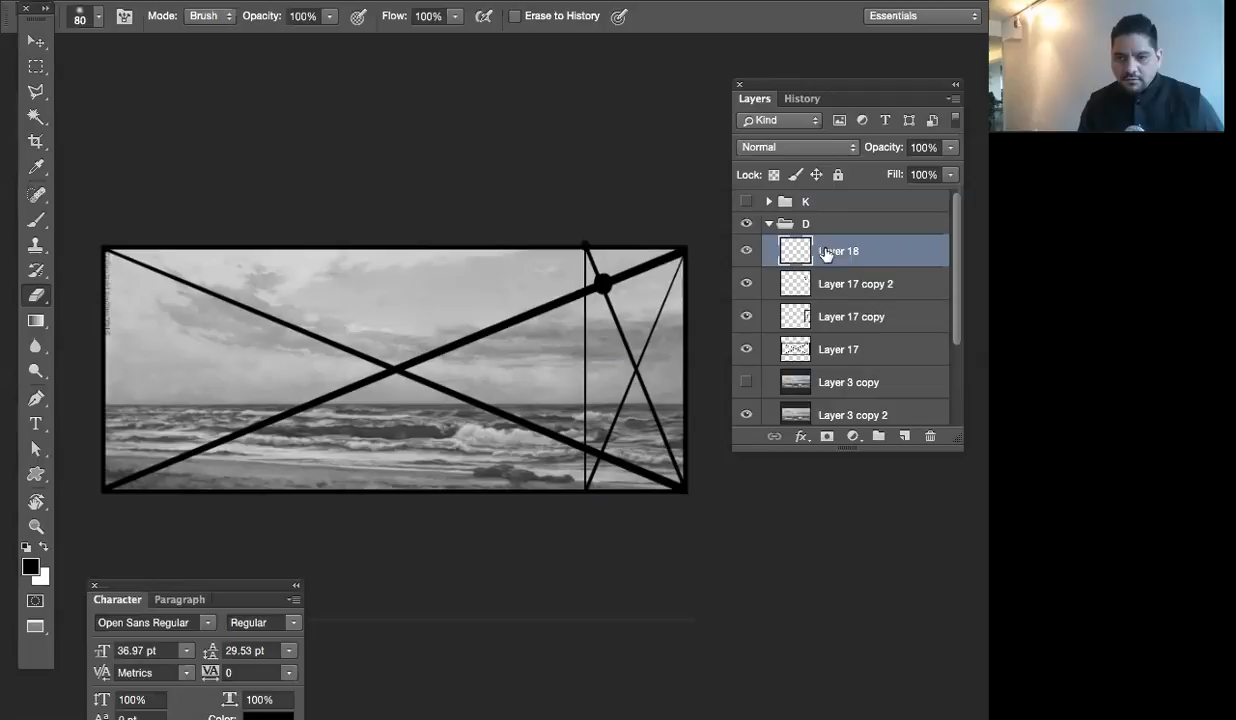 80
Mode: Brush
Opacity: 100%
Flow: 100%
Erase to History
Essentials
Layers History
Kind
Normal
Opacity: 100%
Lock:
Fill: 100%
K
D
Layer 18
Layer 17 copy 2
Layer 17 copy
Layer 17
Layer 3 copy
Layer 3 copy 2
Character Paragraph
Open Sans Regular
Regular
36.97 pt
29.53 pt
Metrics
0
100%
100%
0 pt
Color: